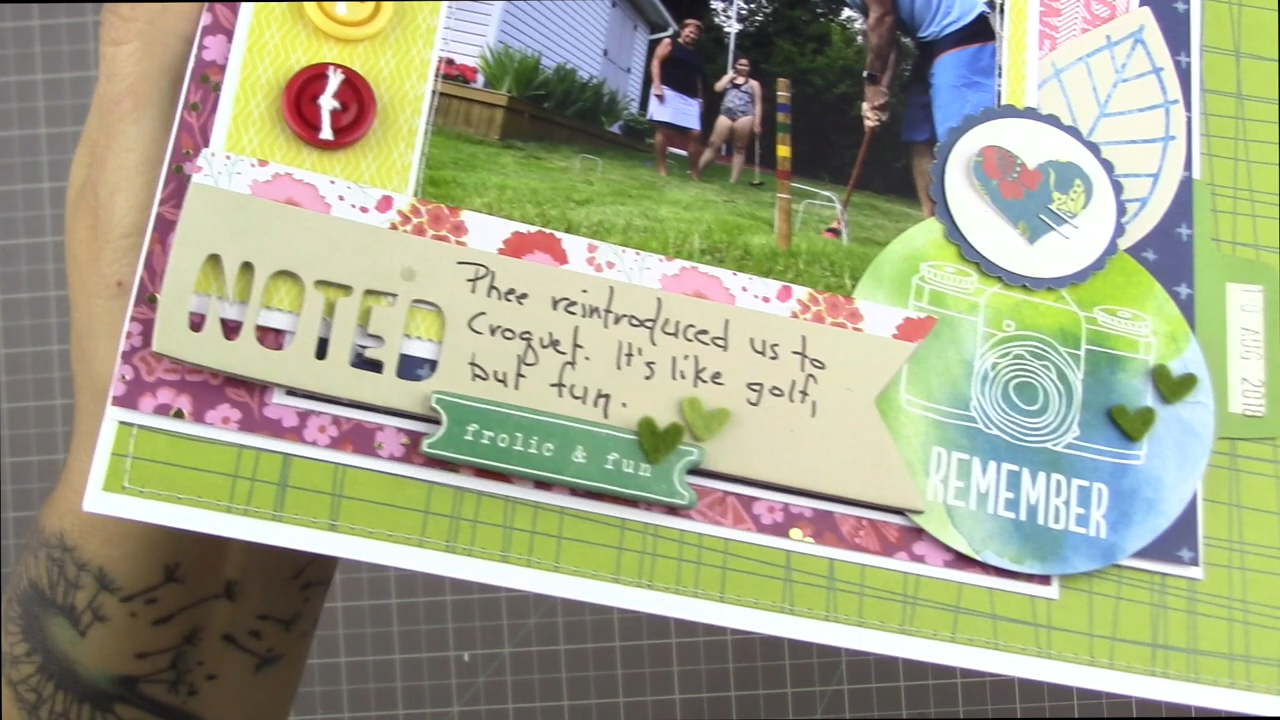 NOTED
Phee reintroduced us to
Croquet. It's like golf,
but fun.
frolic & fun
REMEMBER
10 AUG 2018